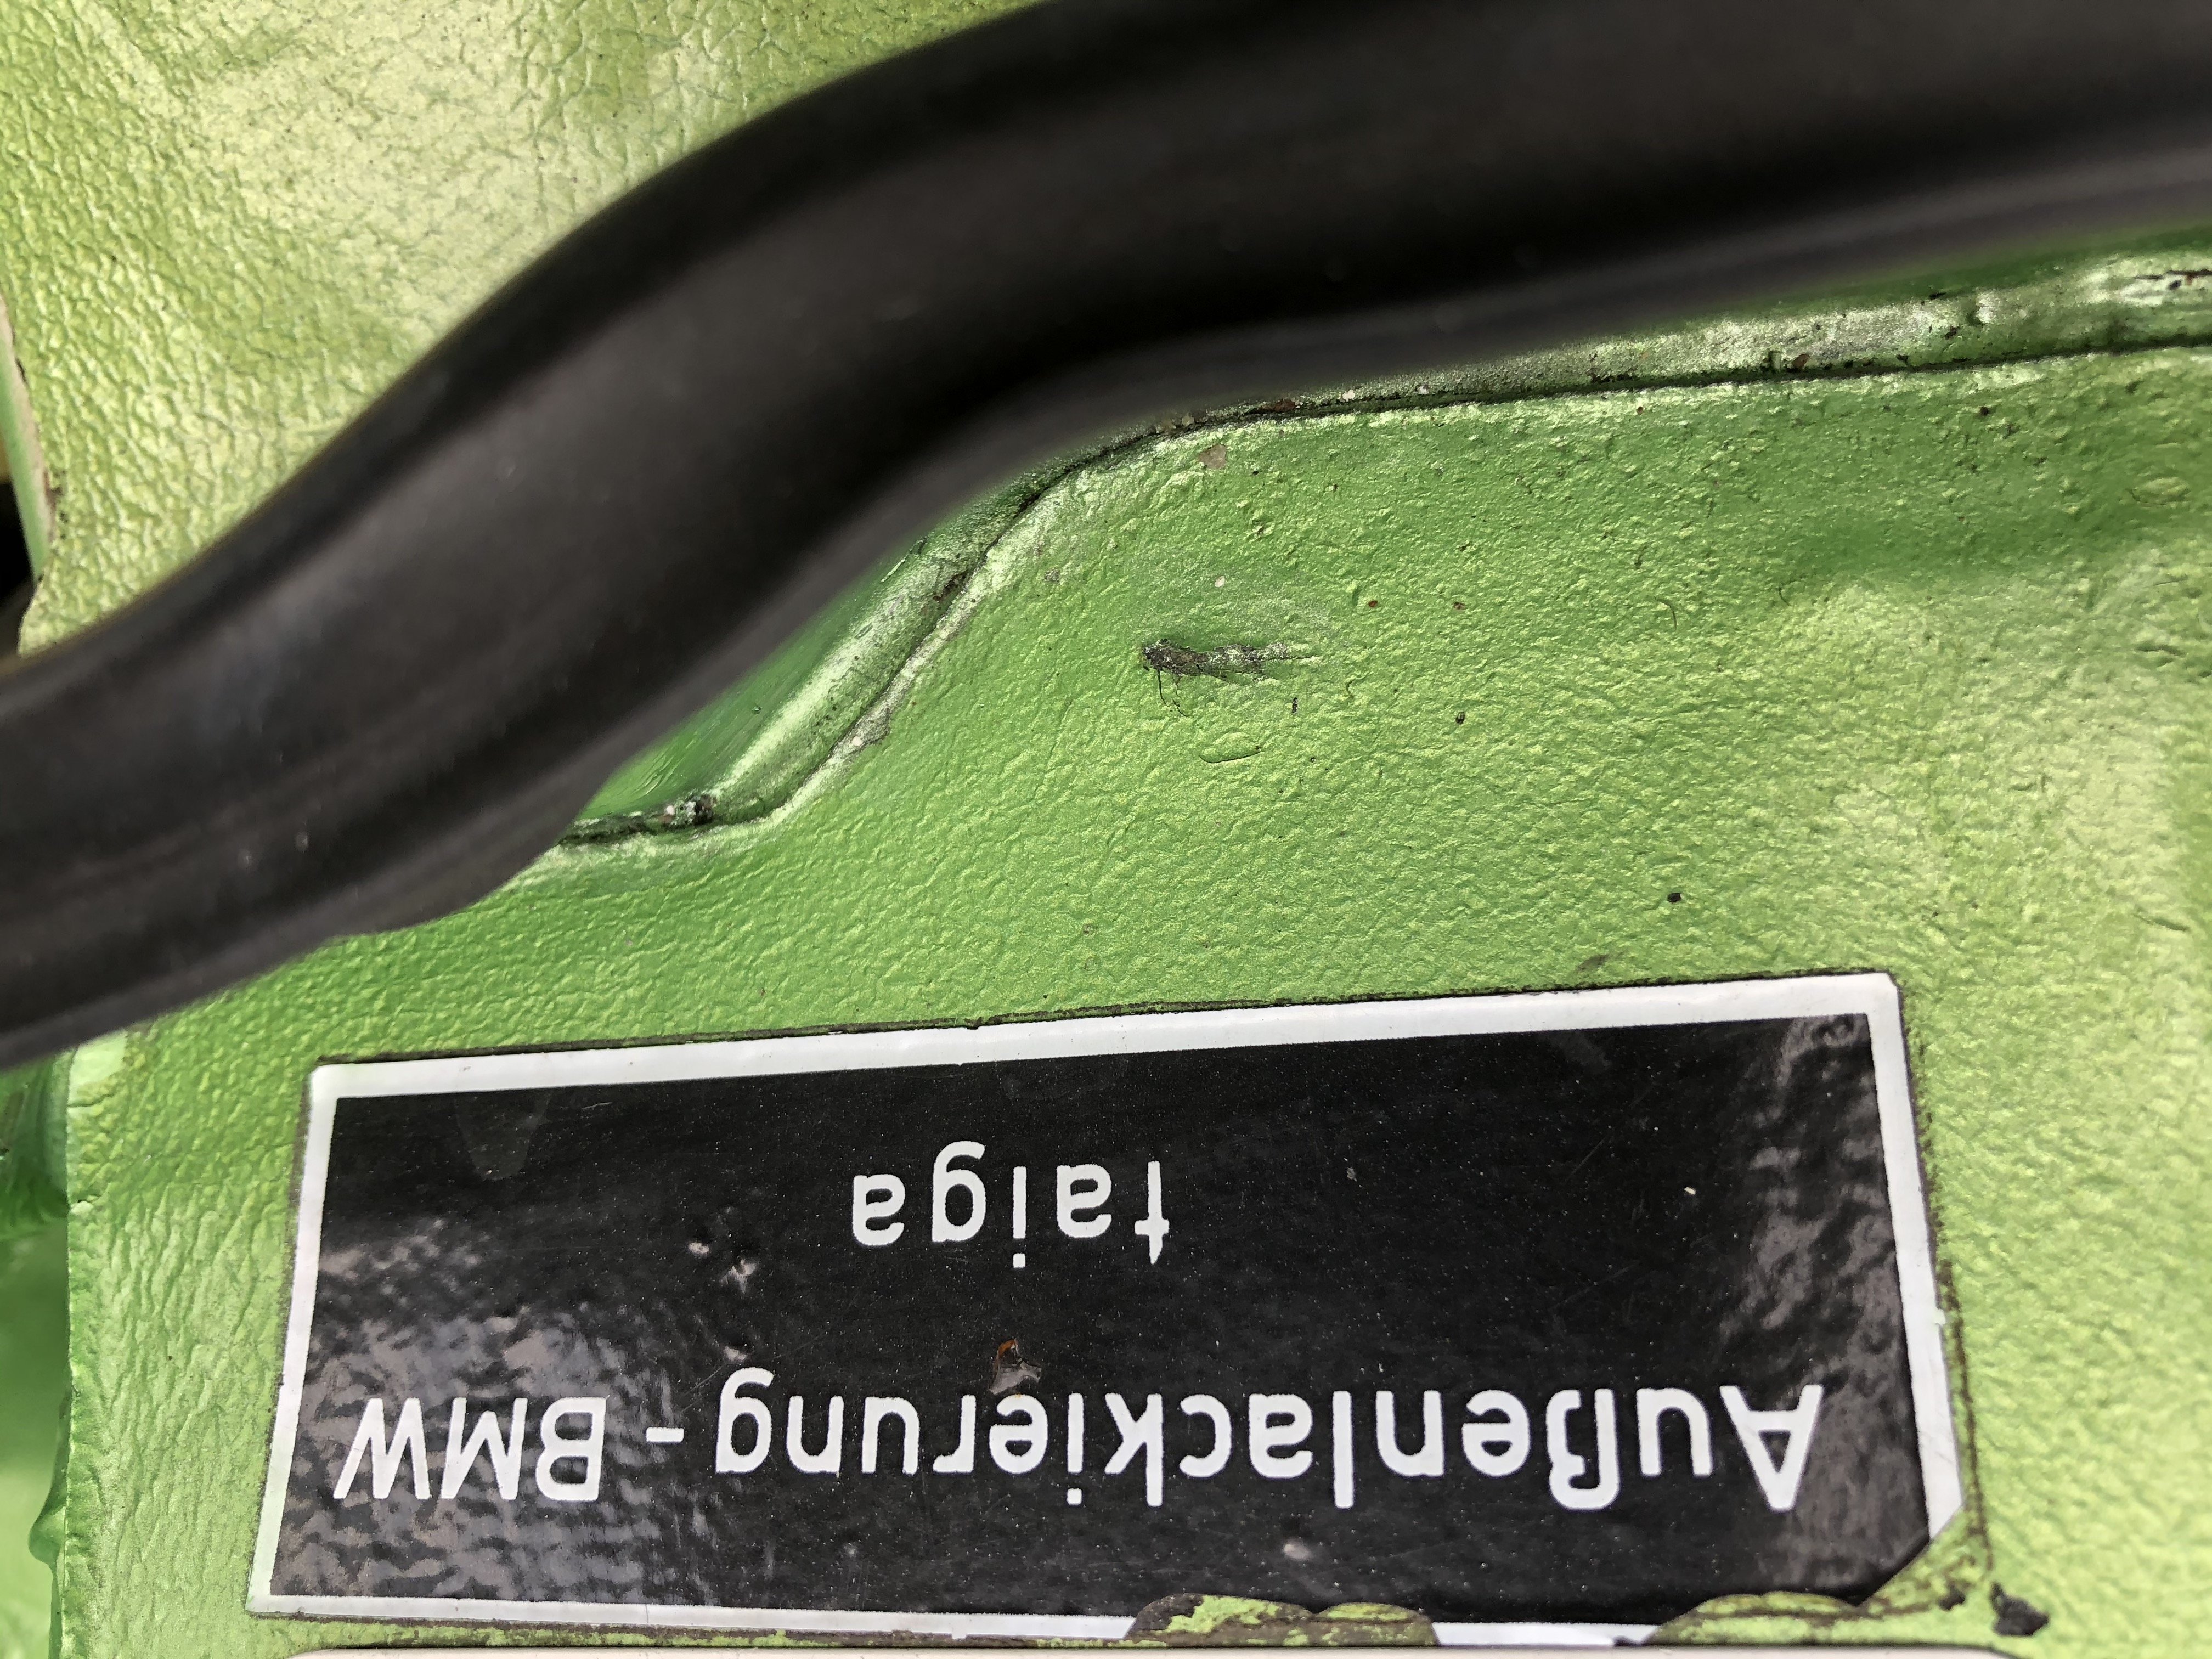 Außenlackierung - BMW
taiga